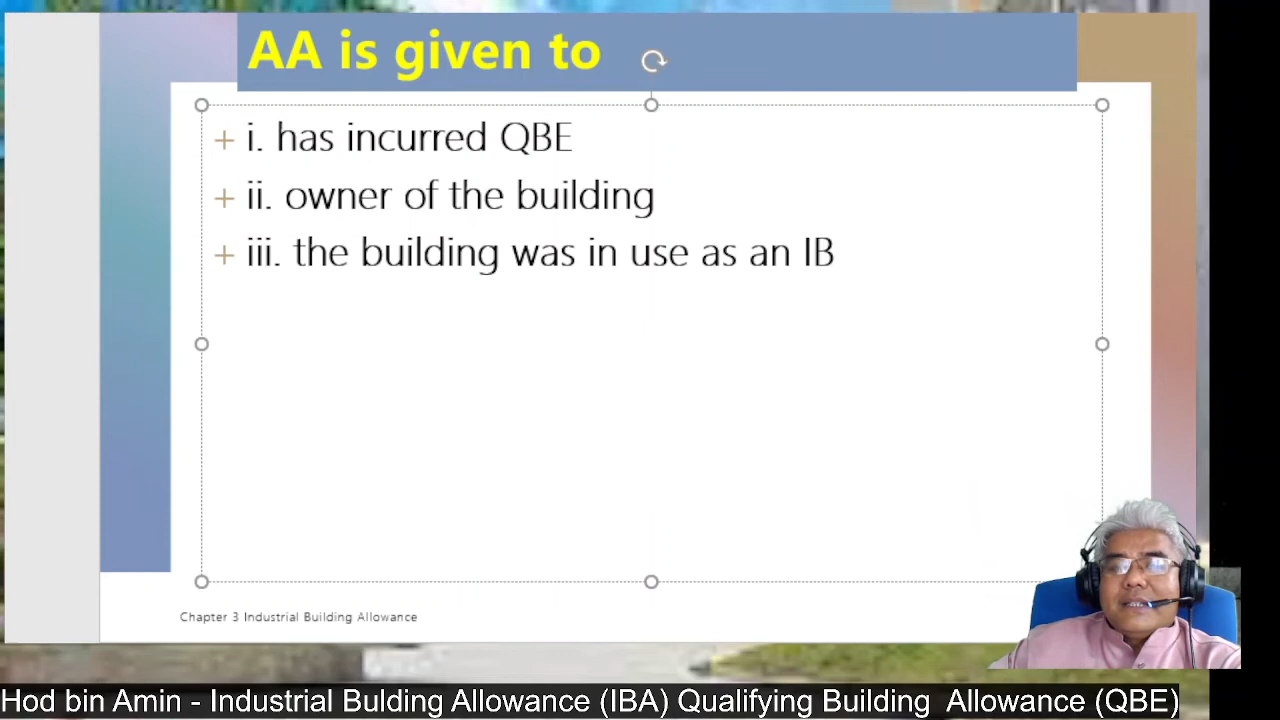 AA is given to
+ i. has incurred QBE
+ ii. owner of the building
+ iii. the building was in use as an IB
Chapter 3 Industrial Building Allowance
Hod bin Amin - Industrial Bulding Allowance (IBA) Qualifying Building Allowance (QBE)